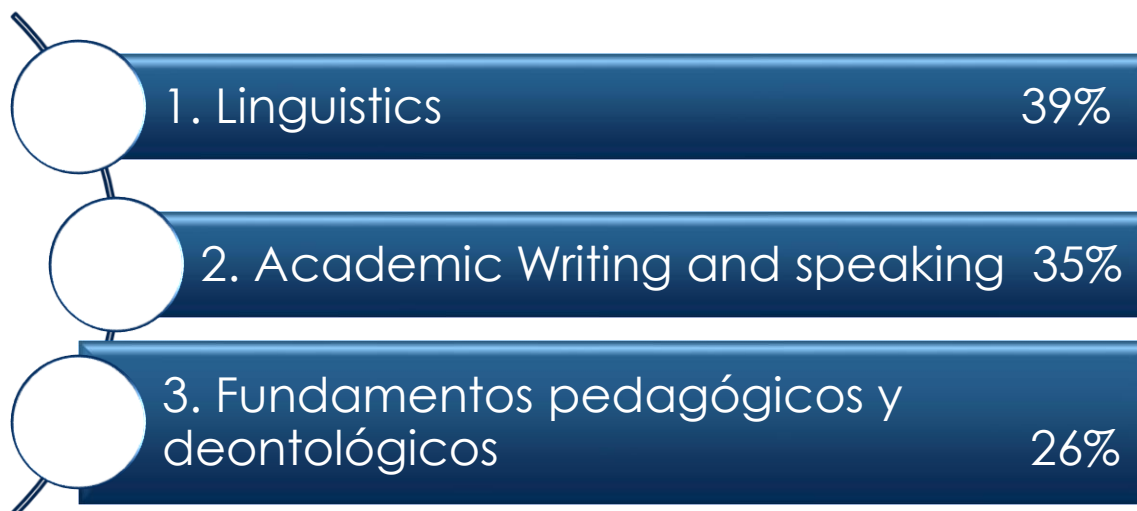 1. Linguistics 39%
2. Academic Writing and speaking 35%
3. Fundamentos pedagógicos y
deontológicos 26%